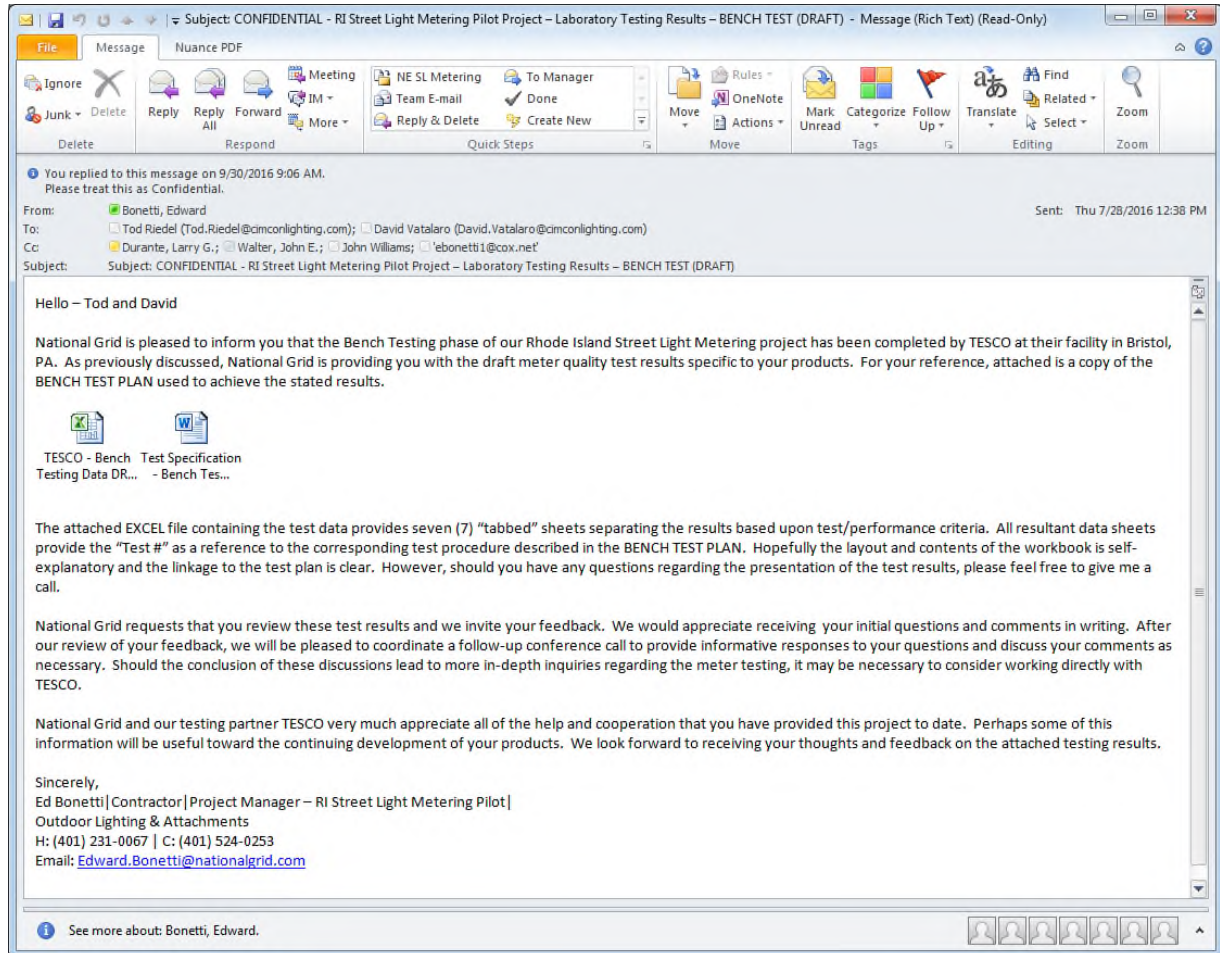 Subject: CONFIDENTIAL - RI Street Light Metering Pilot Project – Laboratory Testing Results – BENCH TEST (DRAFT) - Message (Rich Text) (Read-Only)
File Message Nuance PDF
Ignore
Junk
Delete
Delete
Reply
Reply All
Forward
Meeting
IM
More
Respond
NE SL Metering
Team E-mail
Reply & Delete
To Manager
Done
Create New
Quick Steps
Move
Rules
OneNote
Actions
Move
Mark Unread
Categorize
Follow Up
Tags
Translate
Find
Related
Select
Editing
Zoom
Zoom
You replied to this message on 9/30/2016 9:06 AM.
Please treat this as Confidential.
From: Bonetti, Edward Sent: Thu 7/28/2016 12:38 PM
To: Tod Riedel (Tod.Riedel@cimconlighting.com); David Vatalaro (David.Vatalaro@cimconlighting.com)
Cc: Durante, Larry G.; Walter, John E.; John Williams; 'ebonetti1@cox.net'
Subject: Subject: CONFIDENTIAL - RI Street Light Metering Pilot Project – Laboratory Testing Results – BENCH TEST (DRAFT)
Hello – Tod and David
National Grid is pleased to inform you that the Bench Testing phase of our Rhode Island Street Light Metering project has been completed by TESCO at their facility in Bristol,
PA. As previously discussed, National Grid is providing you with the draft meter quality test results specific to your products. For your reference, attached is a copy of the
BENCH TEST PLAN used to achieve the stated results.
TESCO - Bench Testing Data DR...
Test Specification - Bench Tes...
The attached EXCEL file containing the test data provides seven (7) “tabbed” sheets separating the results based upon test/performance criteria. All resultant data sheets
provide the “Test #” as a reference to the corresponding test procedure described in the BENCH TEST PLAN. Hopefully the layout and contents of the workbook is self-
explanatory and the linkage to the test plan is clear. However, should you have any questions regarding the presentation of the test results, please feel free to give me a
call.
National Grid requests that you review these test results and we invite your feedback. We would appreciate receiving your initial questions and comments in writing. After
our review of your feedback, we will be pleased to coordinate a follow-up conference call to provide informative responses to your questions and discuss your comments as
necessary. Should the conclusion of these discussions lead to more in-depth inquiries regarding the meter testing, it may be necessary to consider working directly with
TESCO.
National Grid and our testing partner TESCO very much appreciate all of the help and cooperation that you have provided this project to date. Perhaps some of this
information will be useful toward the continuing development of your products. We look forward to receiving your thoughts and feedback on the attached testing results.
Sincerely,
Ed Bonetti|Contractor|Project Manager – RI Street Light Metering Pilot|
Outdoor Lighting & Attachments
H: (401) 231-0067 | C: (401) 524-0253
Email: Edward.Bonetti@nationalgrid.com
See more about: Bonetti, Edward.